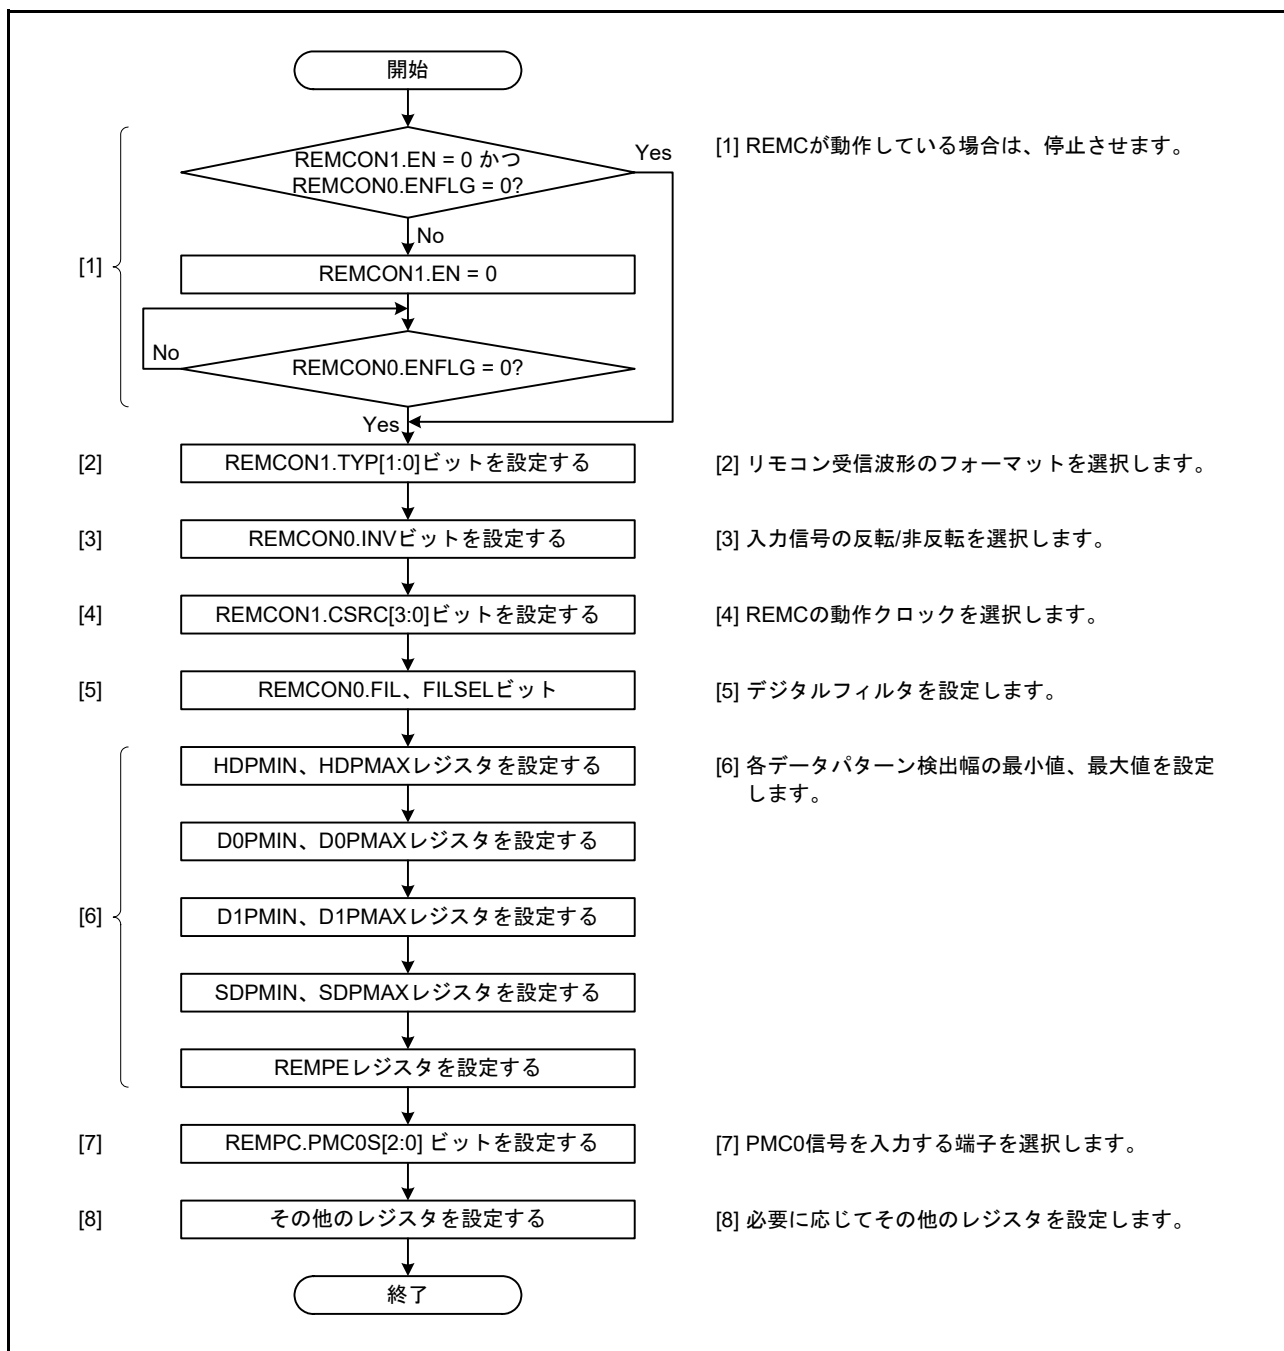 開始
REMCON1.EN = 0 かつ
REMCON0.ENFLG = 0?
Yes
[1] REMCが動作している場合は、停止させます。
No
[1]
REMCON1.EN = 0
No
REMCON0.ENFLG = 0?
Yes
[2]
REMCON1.TYP[1:0]ビットを設定する
[2] リモコン受信波形のフォーマットを選択します。
[3]
REMCON0.INVビットを設定する
[3] 入力信号の反転/非反転を選択します。
[4]
REMCON1.CSRC[3:0]ビットを設定する
[4] REMCの動作クロックを選択します。
[5]
REMCON0.FIL、FILSELビット
[5] デジタルフィルタを設定します。
HDPMIN、HDPMAXレジスタを設定する
[6] 各データパターン検出幅の最小値、最大値を設定
します。
D0PMIN、D0PMAXレジスタを設定する
[6]
D1PMIN、D1PMAXレジスタを設定する
SDPMIN、SDPMAXレジスタを設定する
REMPEレジスタを設定する
[7]
REMPC.PMC0S[2:0] ビットを設定する
[7] PMC0信号を入力する端子を選択します。
[8]
その他のレジスタを設定する
[8] 必要に応じてその他のレジスタを設定します。
終了